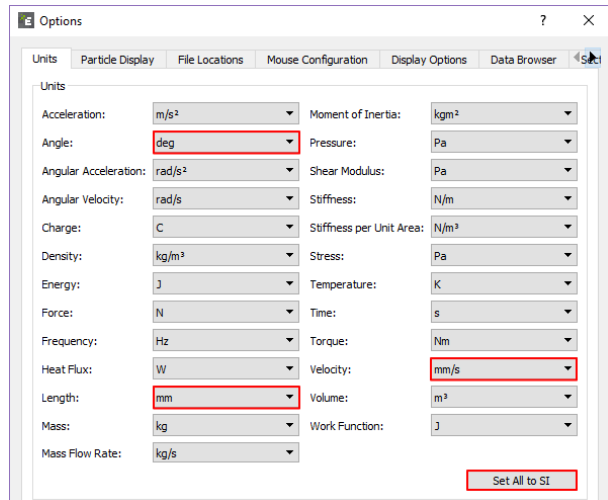 E Options ? ×
Units Particle Display File Locations Mouse Configuration Display Options Data Browser
Units
Acceleration: m/s² Moment of Inertia: kgm²
Angle: deg Pressure: Pa
Angular Acceleration: rad/s² Shear Modulus: Pa
Angular Velocity: rad/s Stiffness: N/m
Charge: C Stiffness per Unit Area: N/m³
Density: kg/m³ Stress: Pa
Energy: J Temperature: K
Force: N Time: s
Frequency: Hz Torque: Nm
Heat Flux: W Velocity: mm/s
Length: mm Volume: m³
Mass: kg Work Function: J
Mass Flow Rate: kg/s
Set All to SI